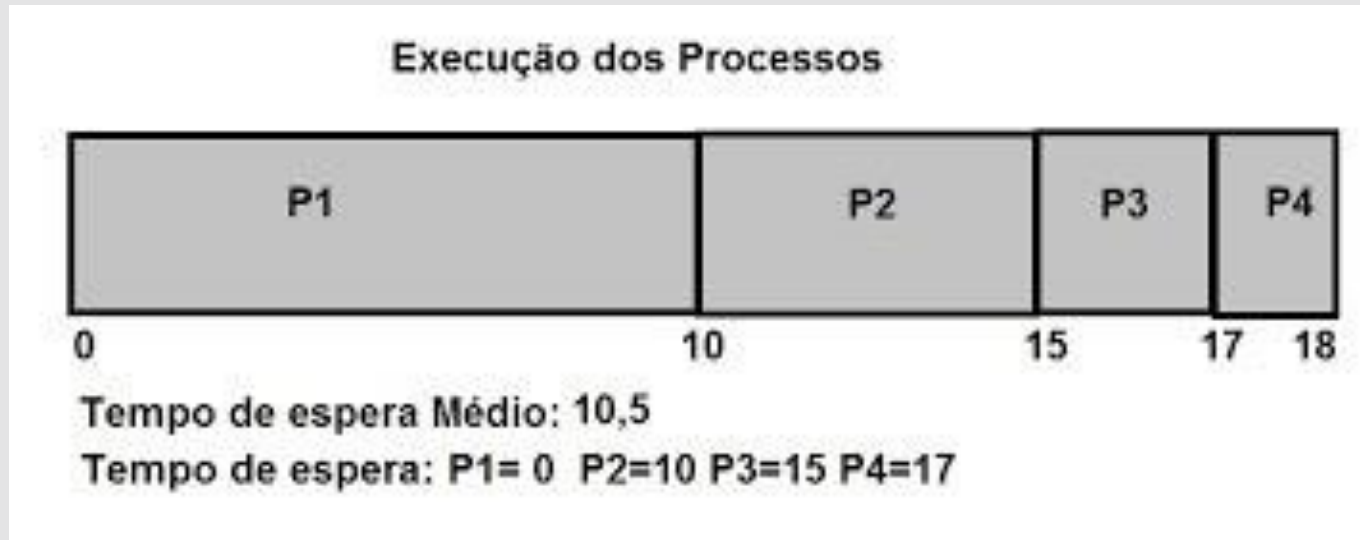 Execução dos Processos
P1 P2 P3 P4
0 10 15 17 18
Tempo de espera Médio: 10,5
Tempo de espera: P1= 0 P2=10 P3=15 P4=17